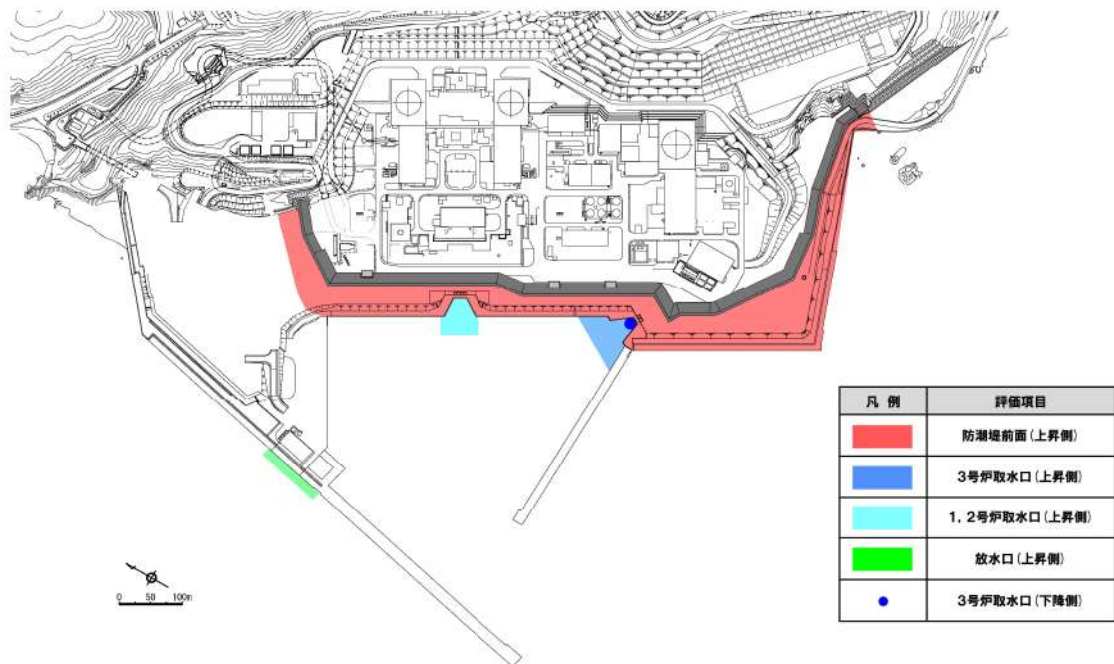 凡 例 評価項目
防潮堤前面(上昇側)
3号炉取水口(上昇側)
1,2号炉取水口(上昇側)
放水口(上昇側)
3号炉取水口(下降側)
0 50 100m